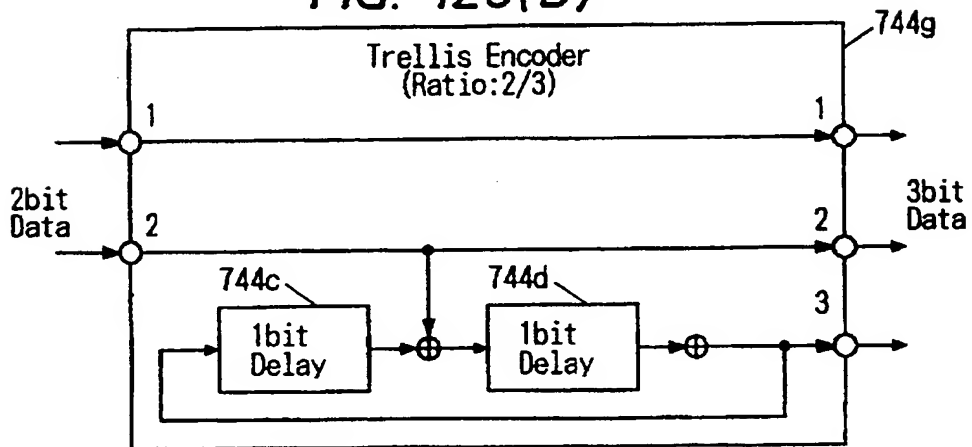 744g
Trellis Encoder
(Ratio:2/3)
1
1
2bit
Data
2
2
3bit
Data
744c
744d
3
1bit
Delay
1bit
Delay